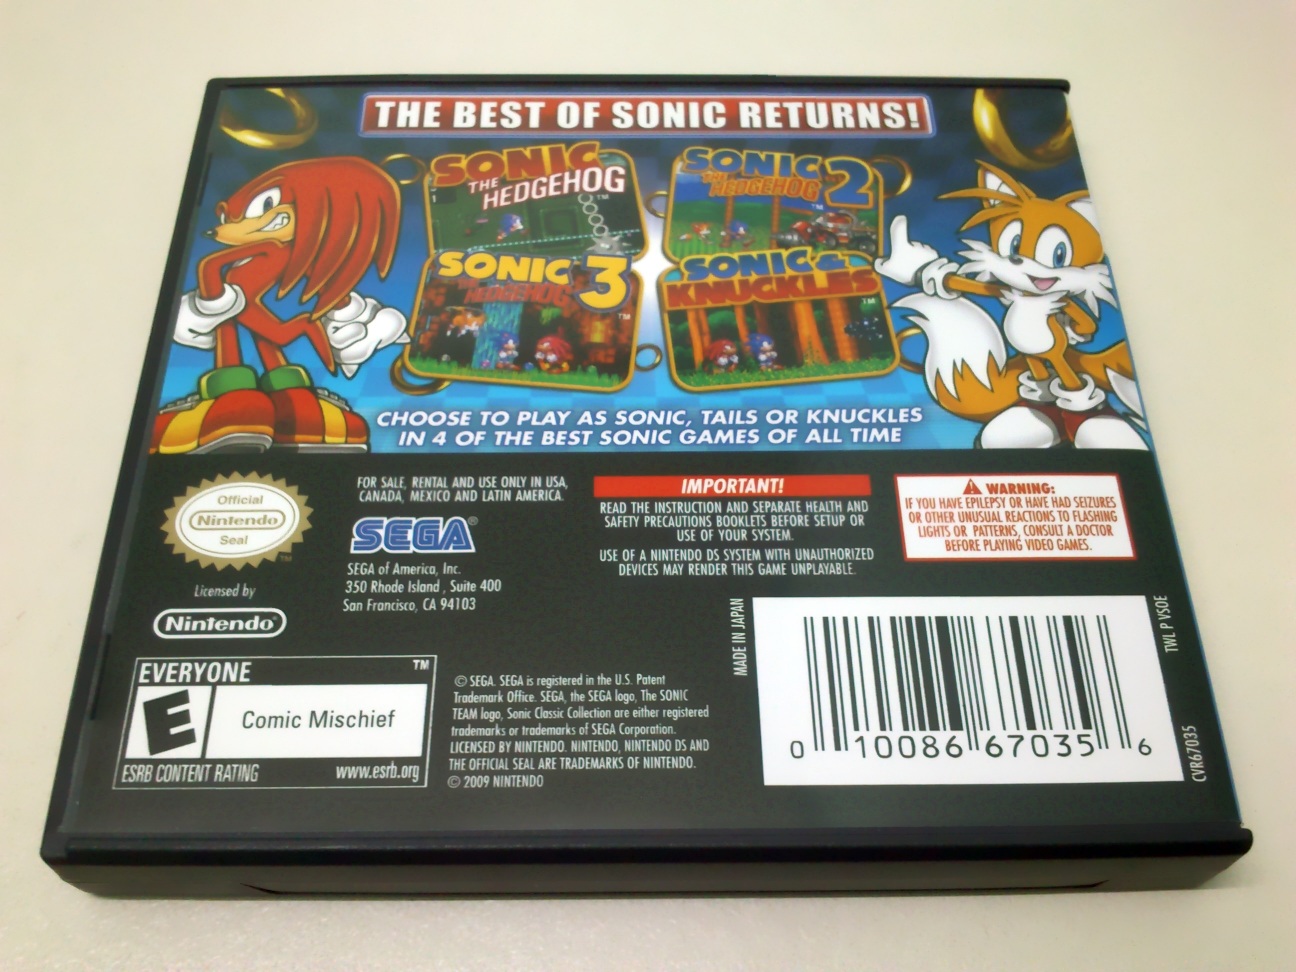 THE BEST OF SONIC RETURNS!
SONIC
THE HEDGEHOG
TM
SONIC
THE HEDGEHOG 2
TM
SONIC
THE HEDGEHOG 3
TM
SONIC &
KNUCKLES
TM
CHOOSE TO PLAY AS SONIC, TAILS OR KNUCKLES
IN 4 OF THE BEST SONIC GAMES OF ALL TIME
Official
Nintendo
Seal
TM
Licensed by
Nintendo®
FOR SALE, RENTAL AND USE ONLY IN USA,
CANADA, MEXICO AND LATIN AMERICA.
SEGA®
SEGA of America, Inc.
350 Rhode Island , Suite 400
San Francisco, CA 94103
IMPORTANT!
READ THE INSTRUCTION AND SEPARATE HEALTH AND
SAFETY PRECAUTIONS BOOKLETS BEFORE SETUP OR
USE OF YOUR SYSTEM.
USE OF A NINTENDO DS SYSTEM WITH UNAUTHORIZED
DEVICES MAY RENDER THIS GAME UNPLAYABLE.
WARNING:
IF YOU HAVE EPILEPSY OR HAVE HAD SEIZURES
OR OTHER UNUSUAL REACTIONS TO FLASHING
LIGHTS OR PATTERNS, CONSULT A DOCTOR
BEFORE PLAYING VIDEO GAMES.
EVERYONE
TM
E
Comic Mischief
ESRB CONTENT RATING
www.esrb.org
© SEGA. SEGA is registered in the U.S. Patent
Trademark Office. SEGA, the SEGA logo, The SONIC
TEAM logo, Sonic Classic Collection are either registered
trademarks or trademarks of SEGA Corporation.
LICENSED BY NINTENDO. NINTENDO, NINTENDO DS AND
THE OFFICIAL SEAL ARE TRADEMARKS OF NINTENDO.
© 2009 NINTENDO
MADE IN JAPAN
0 10086 67035 6
TWL P VSOE
CVR67035